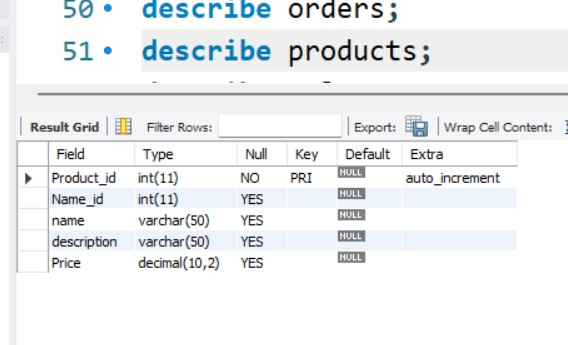 50 describe orders;
51 describe products;
Result Grid Filter Rows: Export: Wrap Cell Content:
Field Type Null Key Default Extra
Product_id int(11) NO PRI NULL auto_increment
Name_id int(11) YES NULL
name varchar(50) YES NULL
description varchar(50) YES NULL
Price decimal(10,2) YES NULL